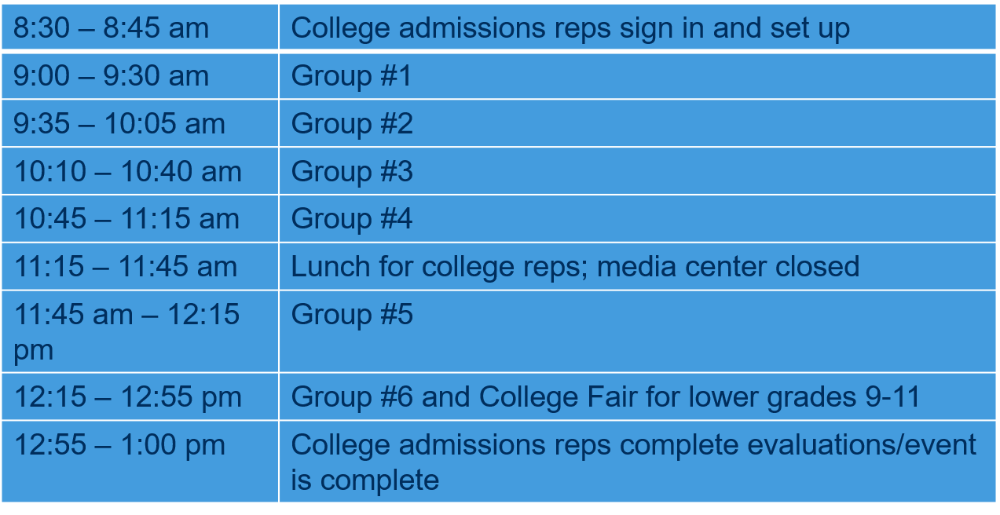 8:30 – 8:45 am College admissions reps sign in and set up
9:00 – 9:30 am Group #1
9:35 – 10:05 am Group #2
10:10 – 10:40 am Group #3
10:45 – 11:15 am Group #4
11:15 – 11:45 am Lunch for college reps; media center closed
11:45 am – 12:15
pm
Group #5
12:15 – 12:55 pm Group #6 and College Fair for lower grades 9-11
12:55 – 1:00 pm College admissions reps complete evaluations/event
is complete